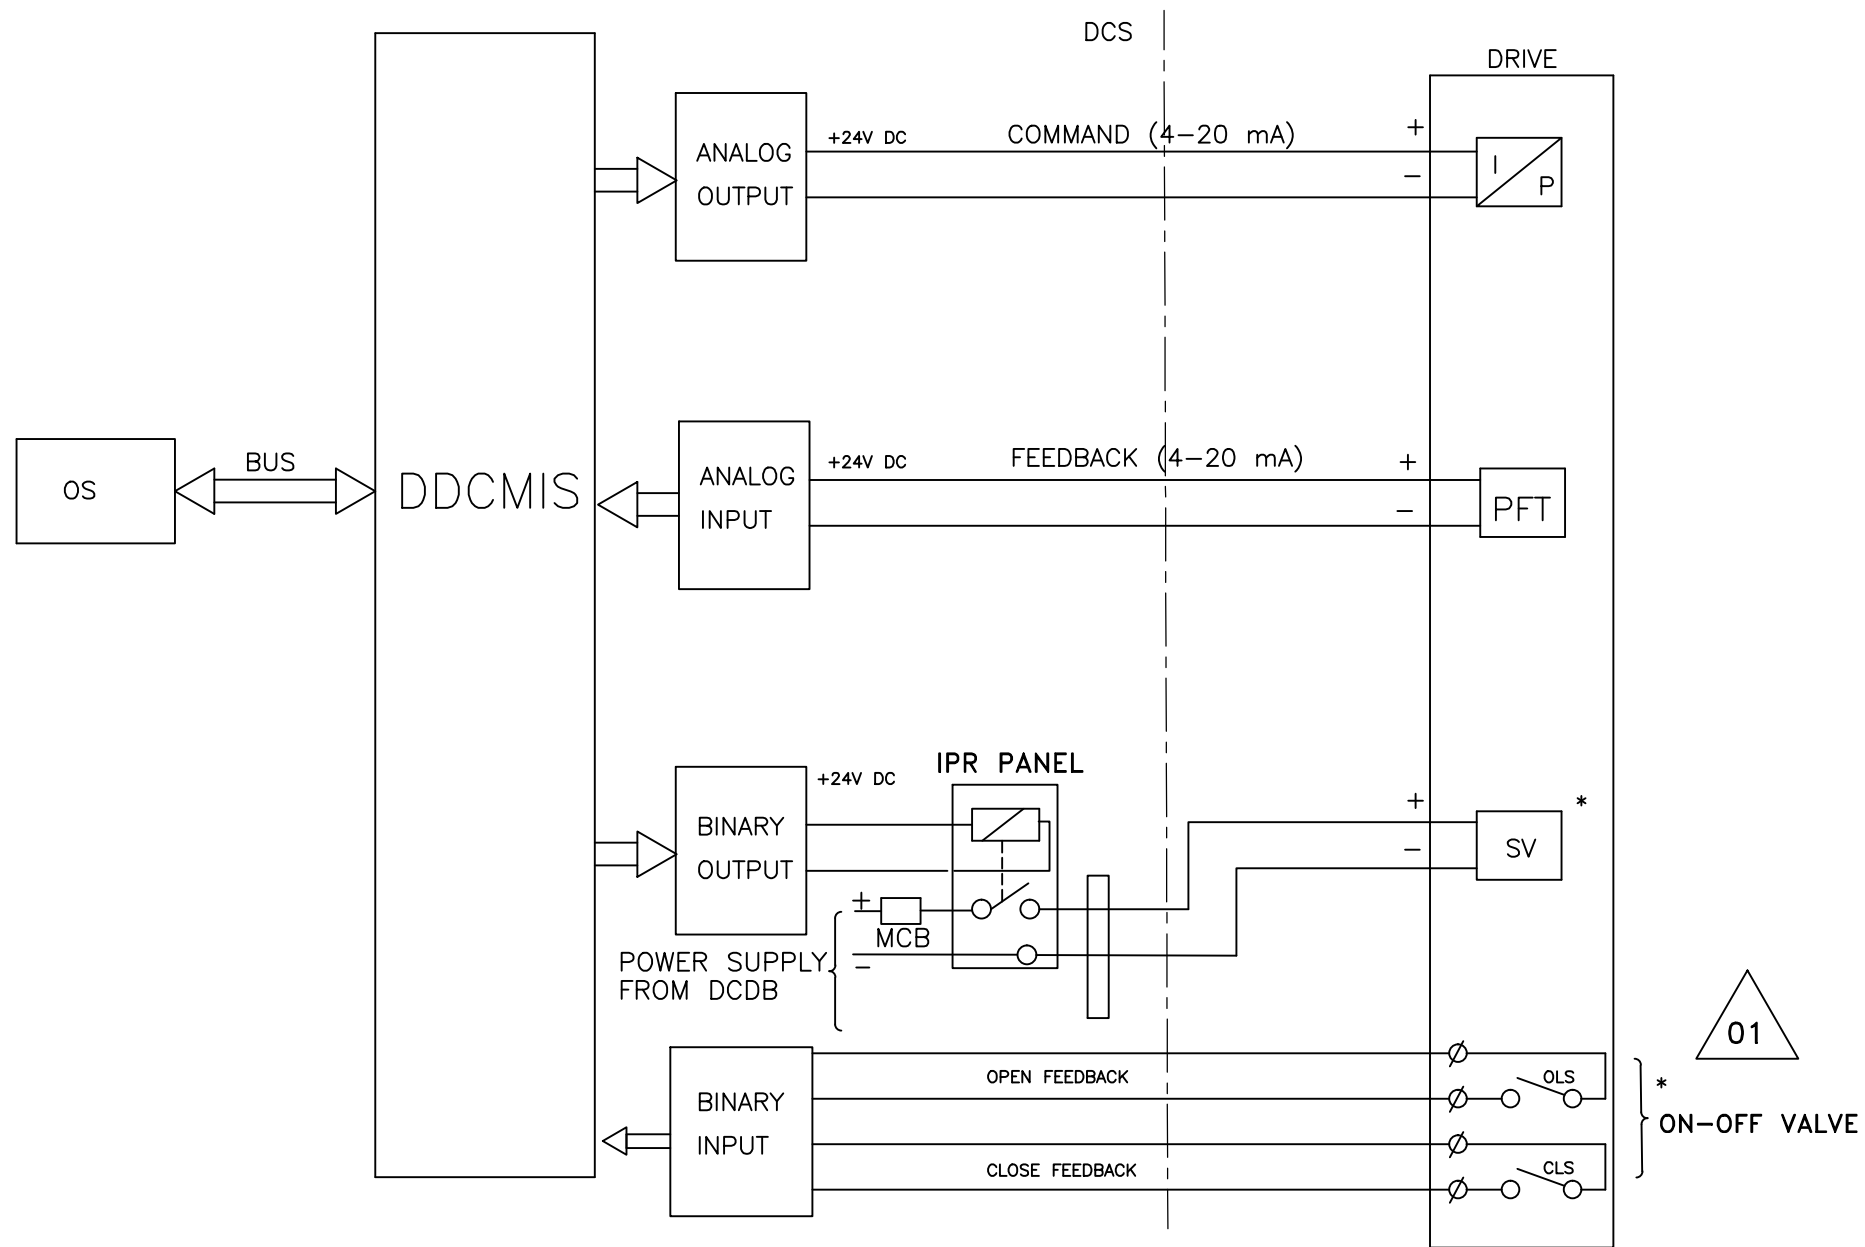 DCS
DRIVE
ANALOG
OUTPUT
+24V DC
COMMAND (4-20 mA)
+
-
I
P
OS
BUS
DDCMIS
ANALOG
INPUT
+24V DC
FEEDBACK (4-20 mA)
+
-
PFT
BINARY
OUTPUT
+24V DC
IPR PANEL
+
-
SV
*
+
MCB
-
POWER SUPPLY
FROM DCDB
BINARY
INPUT
OPEN FEEDBACK
OLS
CLOSE FEEDBACK
CLS
01
*
ON-OFF VALVE